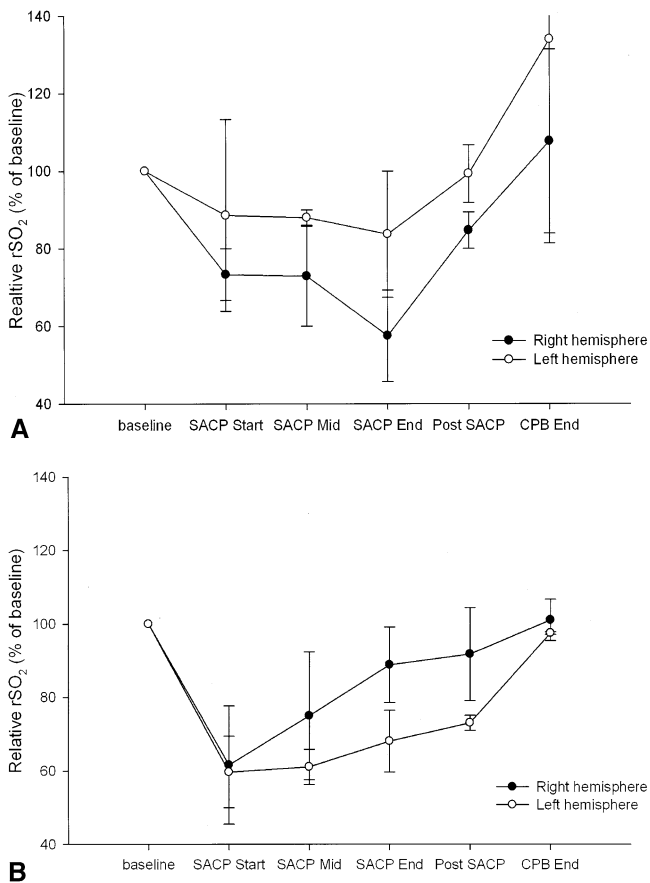 140
120
100
80
60
40
Realtive rSO2 (% of baseline)
Right hemisphere
Left hemisphere
baseline SACP Start SACP Mid SACP End Post SACP CPB End
A
140
120
100
80
60
40
Relative rSO2 (% of baseline)
Right hemisphere
Left hemisphere
baseline SACP Start SACP Mid SACP End Post SACP CPB End
B